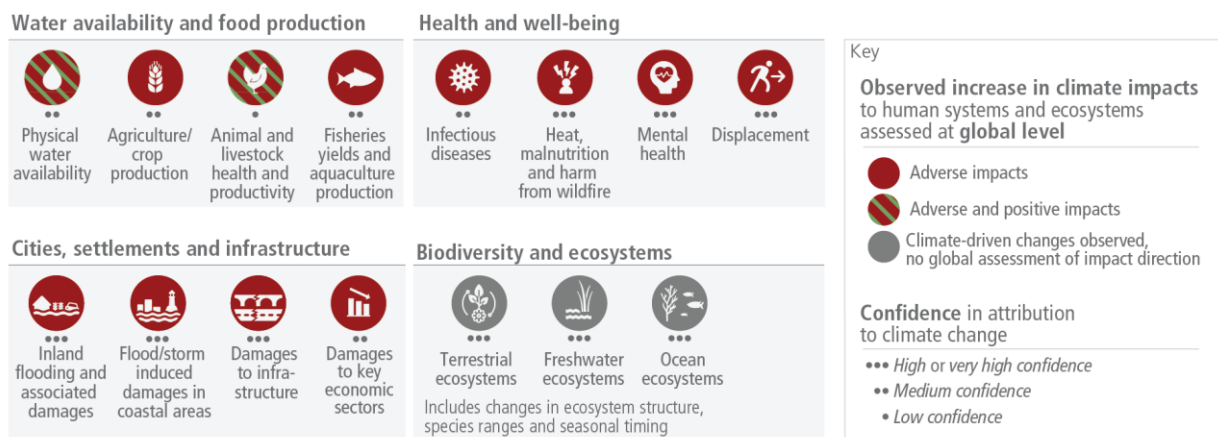 Water availability and food production
Physical
water
availability
Agriculture/
crop
production
Animal and
livestock
health and
productivity
Fisheries
yields and
aquaculture
production
Health and well-being
Infectious
diseases
Heat,
malnutrition
and harm
from wildfire
Mental
health
Displacement
Cities, settlements and infrastructure
Inland
flooding and
associated
damages
Flood/storm
induced
damages in
coastal areas
Damages
to infra-
structure
Damages
to key
economic
sectors
Biodiversity and ecosystems
Terrestrial
ecosystems
Freshwater
ecosystems
Ocean
ecosystems
Includes changes in ecosystem structure,
species ranges and seasonal timing
Key
Observed increase in climate impacts
to human systems and ecosystems
assessed at global level
Adverse impacts
Adverse and positive impacts
Climate-driven changes observed,
no global assessment of impact direction
Confidence in attribution
to climate change
••• High or very high confidence
•• Medium confidence
• Low confidence